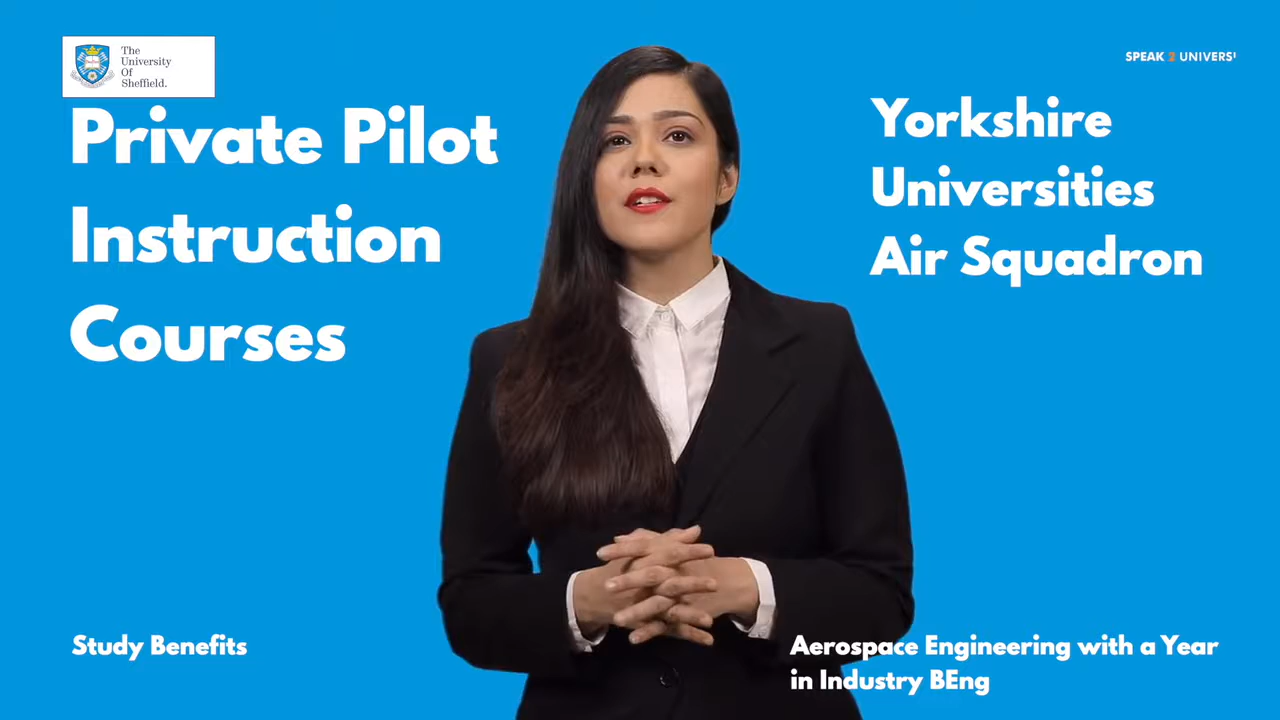 The
University
Of
Sheffield.
SPEAK 2 UNIVERSI
Private Pilot
Instruction
Courses
Yorkshire
Universities
Air Squadron
Study Benefits
Aerospace Engineering with a Year
in Industry BEng